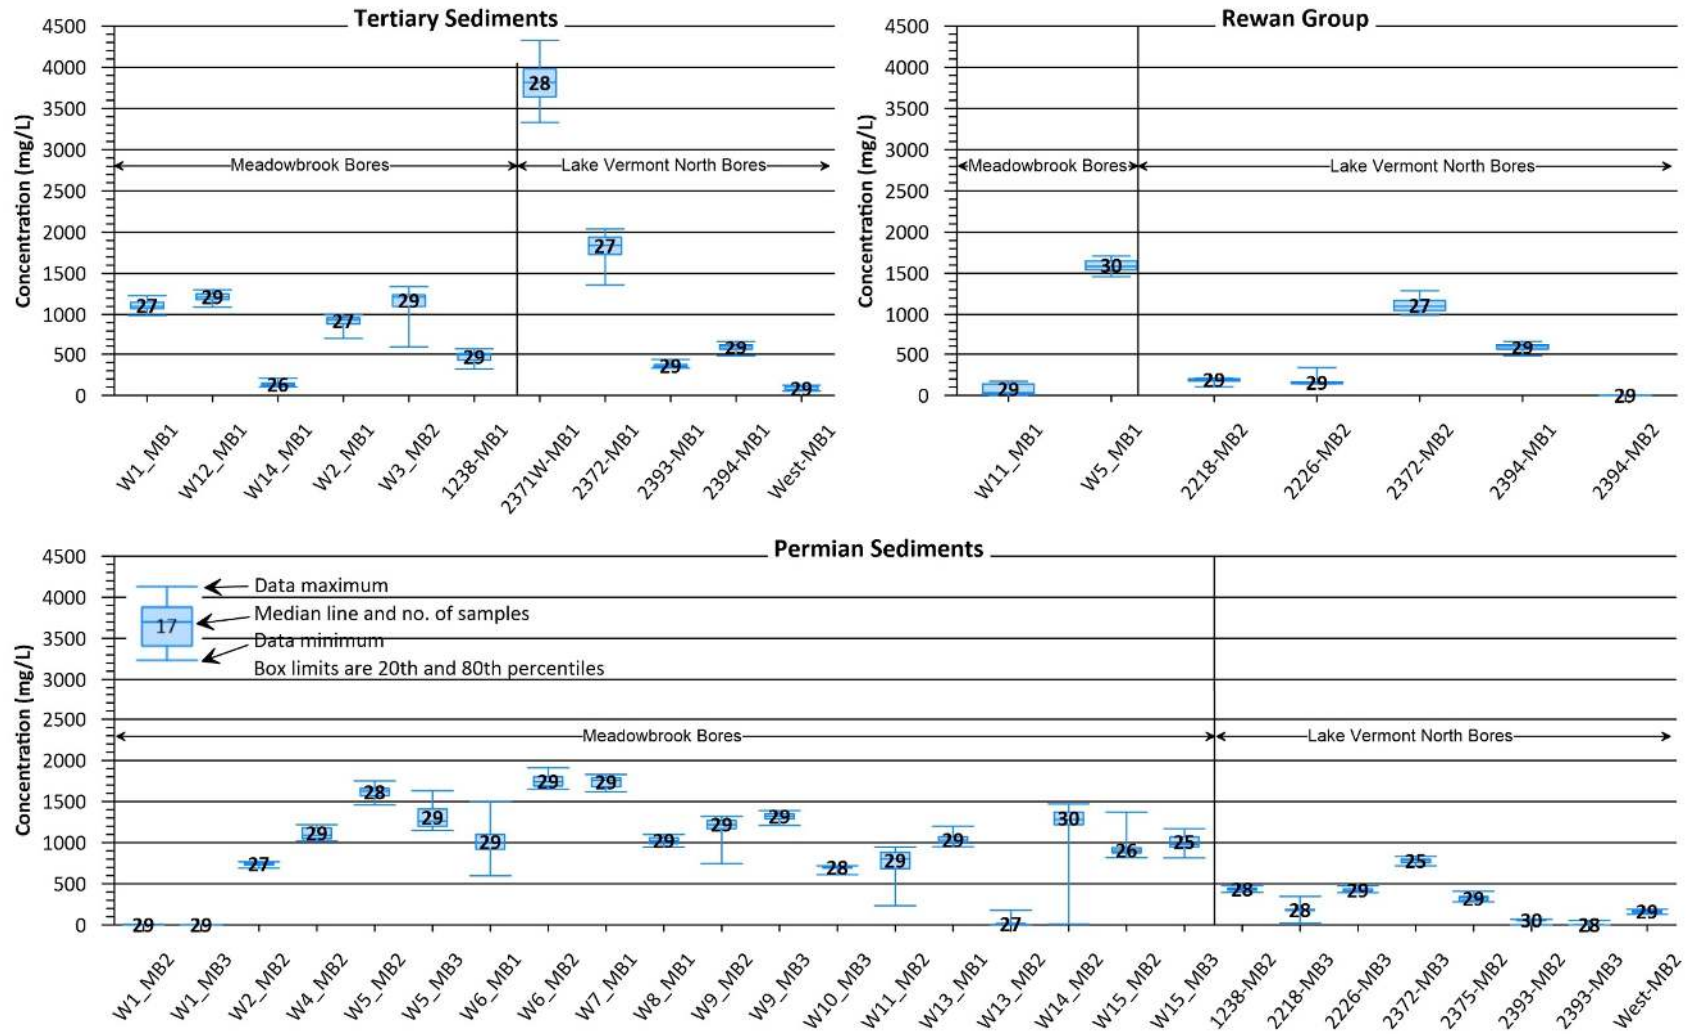 Tertiary Sediments
Concentration (mg/L)
4500
4000
3500
3000
2500
2000
1500
1000
500
0
Meadowbrook Bores
Lake Vermont North Bores
27
29
26
27
29
29
28
27
29
29
29
W1_MB1
W12_MB1
W14_MB1
W2_MB1
W3_MB2
1238-MB1
2371W-MB1
2372-MB1
2393-MB1
2394-MB1
West-MB1
Rewan Group
Concentration (mg/L)
4500
4000
3500
3000
2500
2000
1500
1000
500
0
Meadowbrook Bores
Lake Vermont North Bores
29
30
29
29
27
29
29
W11_MB1
W5_MB1
2218-MB2
2226-MB2
2372-MB2
2394-MB1
2394-MB2
Permian Sediments
Concentration (mg/L)
4500
4000
3500
3000
2500
2000
1500
1000
500
0
17
Data maximum
Median line and no. of samples
Data minimum
Box limits are 20th and 80th percentiles
Meadowbrook Bores
Lake Vermont North Bores
29
29
27
29
28
29
29
29
29
29
29
29
28
29
29
27
30
26
25
28
28
29
25
29
30
28
29
W1_MB2
W1_MB3
W2_MB2
W4_MB2
W5_MB2
W5_MB3
W6_MB1
W6_MB2
W7_MB1
W8_MB1
W9_MB2
W9_MB3
W10_MB3
W11_MB2
W13_MB1
W13_MB2
W14_MB2
W15_MB2
W15_MB3
1238-MB2
2218-MB3
2226-MB3
2372-MB3
2375-MB2
2393-MB2
2393-MB3
West-MB2